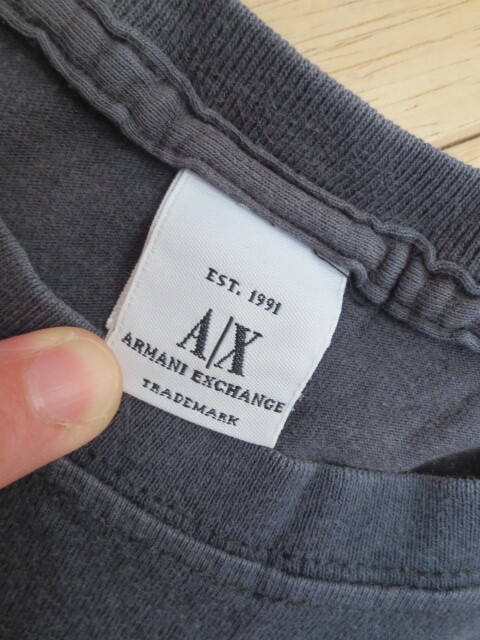 EST. 1991
A|X
ARMANI EXCHANGE
TRADEMARK